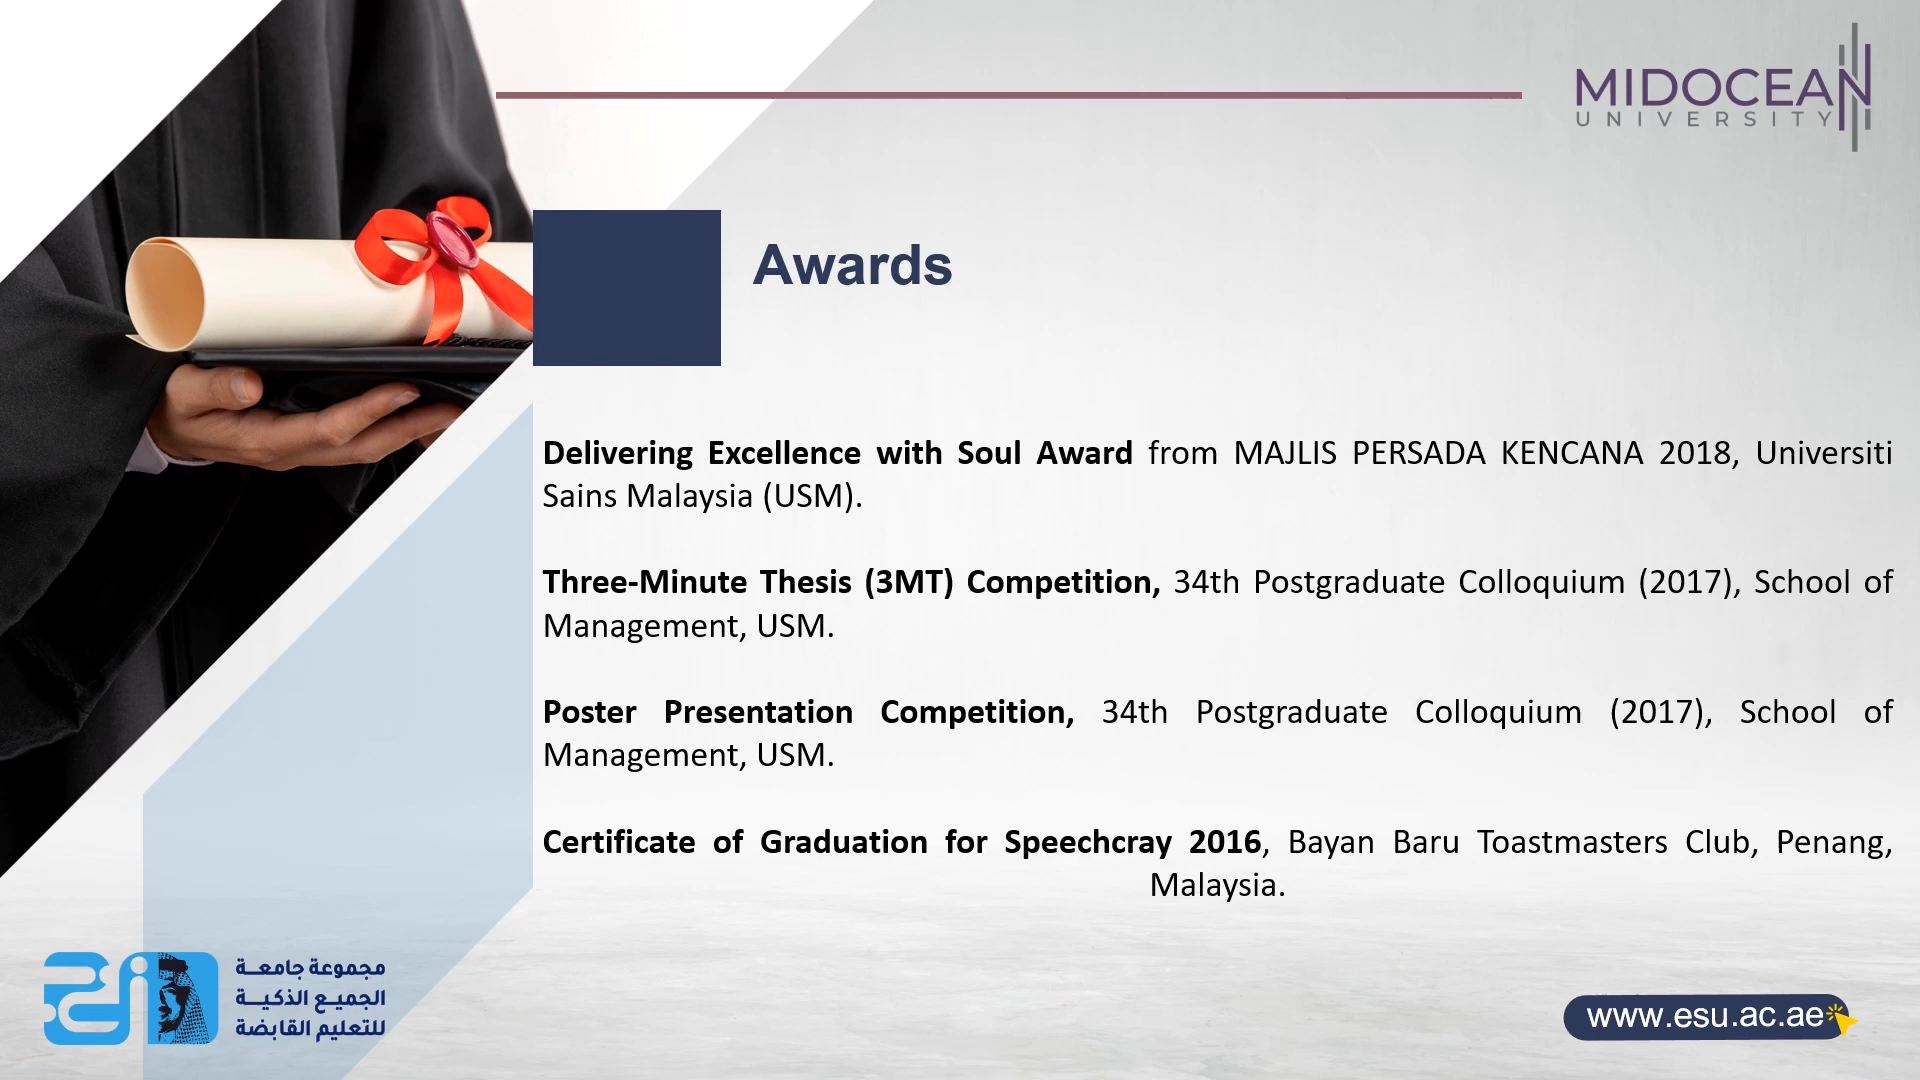 MIDOCEAN
UNIVERSITY
Awards
Delivering Excellence with Soul Award from MAJLIS PERSADA KENCANA 2018, Universiti
Sains Malaysia (USM).
Three-Minute Thesis (3MT) Competition, 34th Postgraduate Colloquium (2017), School of
Management, USM.
Poster Presentation Competition, 34th Postgraduate Colloquium (2017), School of
Management, USM.
Certificate of Graduation for Speechcray 2016, Bayan Baru Toastmasters Club, Penang,
Malaysia.
مجموعة جامعـــة
الجميـع الذكيـــة
للتعليم القابضة
www.esu.ac.ae